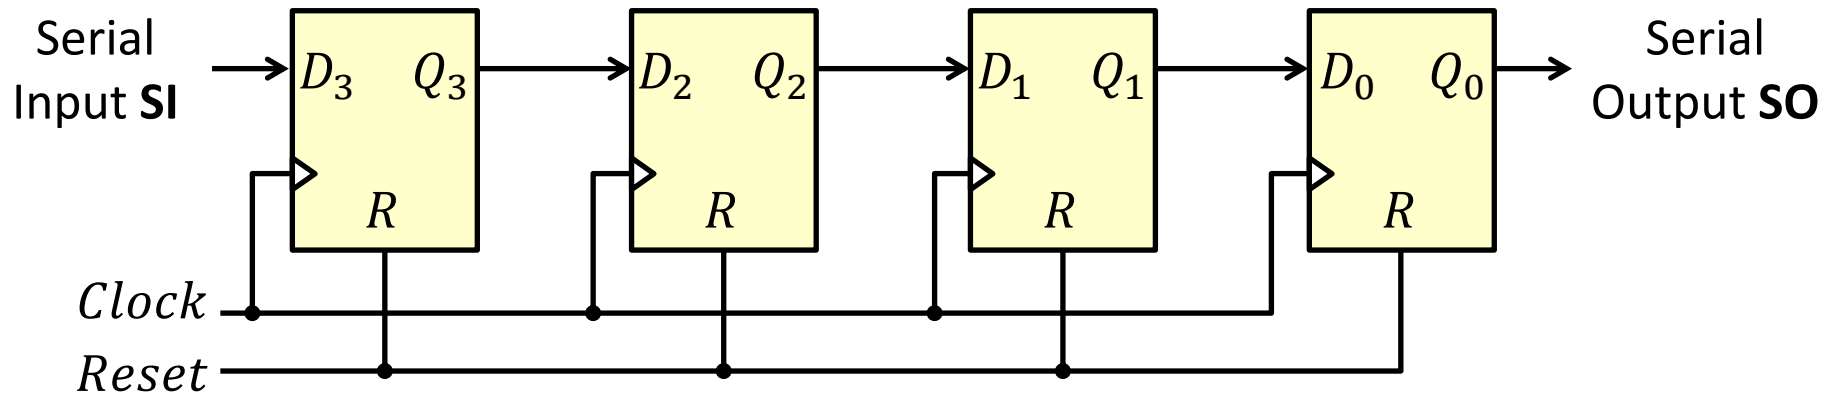 Serial
Input SI
D₃ Q₃
R
D₂ Q₂
R
D₁ Q₁
R
D₀ Q₀
R
Serial
Output SO
Clock
Reset